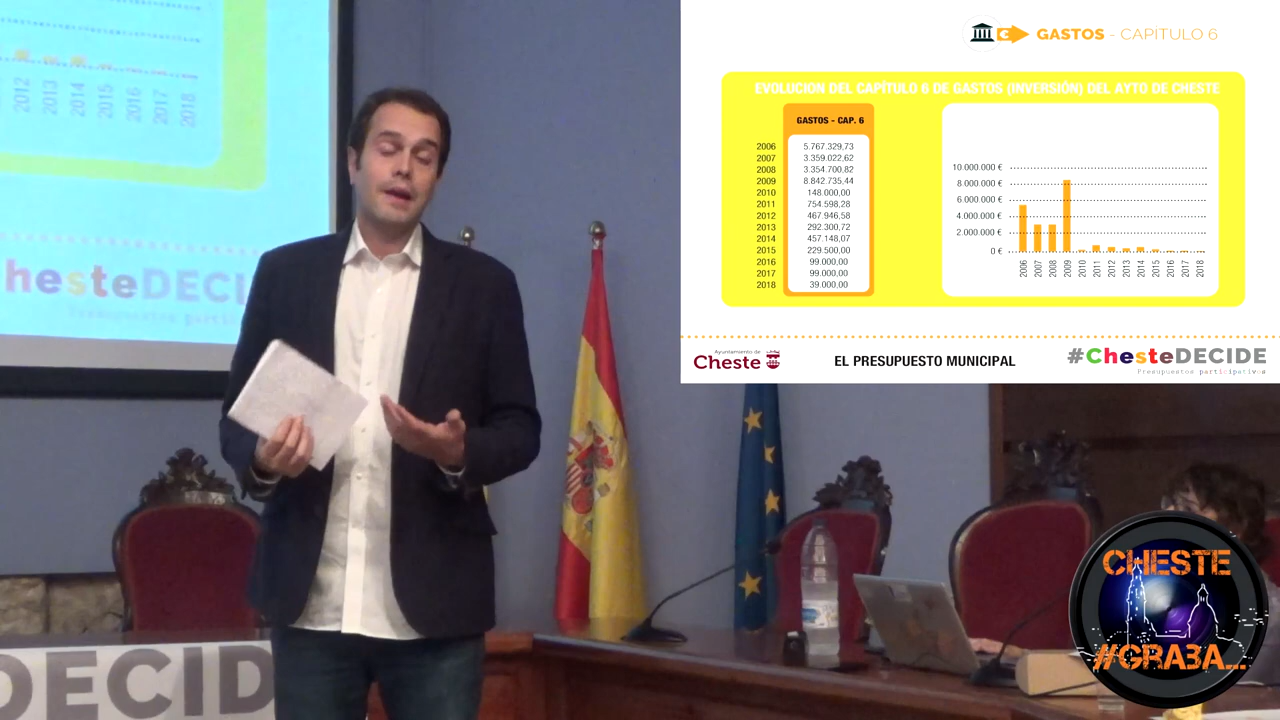 2012
2013
2014
2015
2016
2017
2018
hesteDECI
DECID
GASTOS - CAPÍTULO 6
EVOLUCION DEL CAPÍTULO 6 DE GASTOS (INVERSIÓN) DEL AYTO DE CHESTE
GASTOS - CAP. 6
2006 5.767.329,73
2007 3.359.022,62
2008 3.354.700,82
2009 8.842.735,44
2010 148.000,00
2011 754.598,28
2012 467.946,58
2013 292.300,72
2014 457.148,07
2015 229.500,00
2016 99.000,00
2017 99.000,00
2018 39.000,00
10.000.000 €
8.000.000 €
6.000.000 €
4.000.000 €
2.000.000 €
0 €
2006 2007 2008 2009 2010 2011 2012 2013 2014 2015 2016 2017 2018
Ayuntamiento de
Cheste
EL PRESUPUESTO MUNICIPAL
#ChesteDECIDE
Presupuestos participativos
CHESTE
#GRABA...